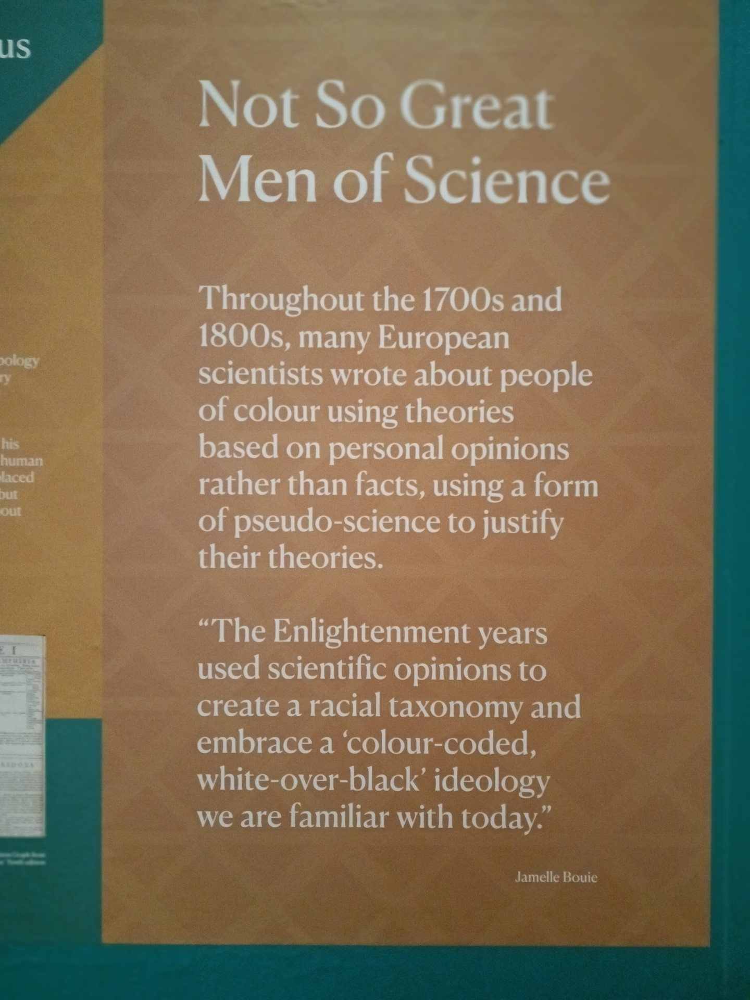 us
Not So Great
Men of Science
Throughout the 1700s and
1800s, many European
scientists wrote about people
of colour using theories
based on personal opinions
rather than facts, using a form
of pseudo-science to justify
their theories.
“The Enlightenment years
used scientific opinions to
create a racial taxonomy and
embrace a ‘colour-coded,
white-over-black’ ideology
we are familiar with today.”
Jamelle Bouie
pology
ry
his
human
placed
but
out
E I